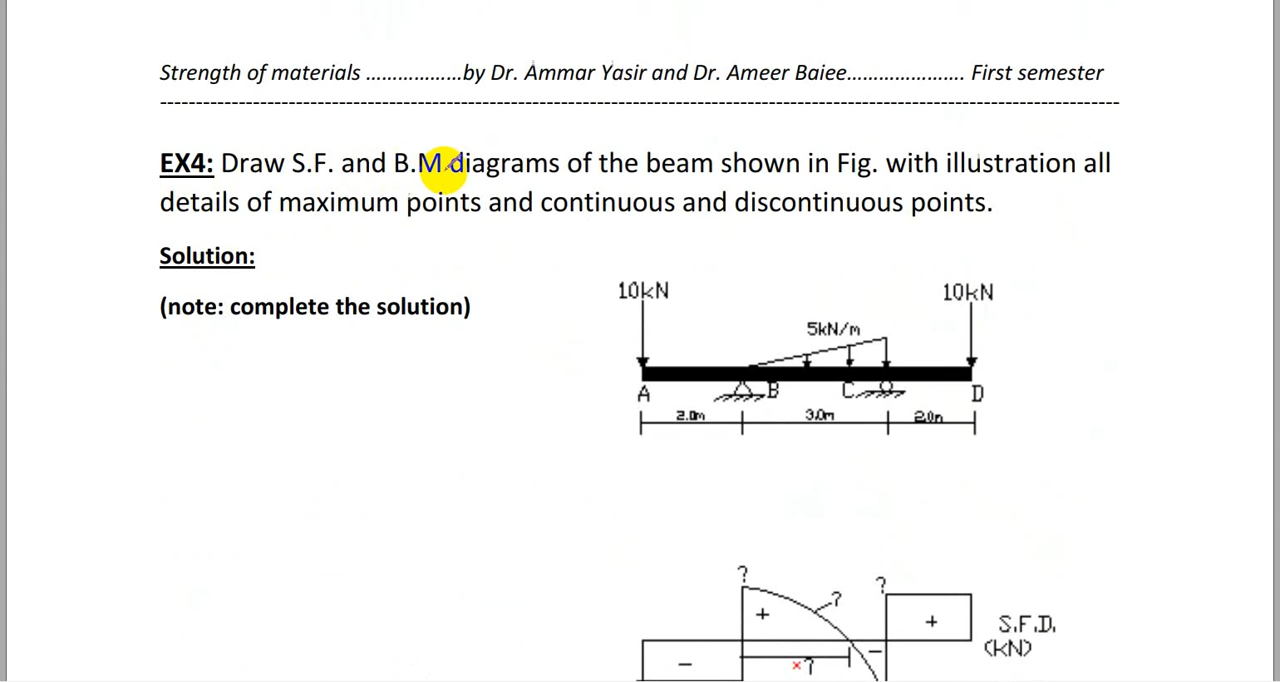 Strength of materials ..................by Dr. Ammar Yasir and Dr. Ameer Baiee...................... First semester
EX4: Draw S.F. and B.M.diagrams of the beam shown in Fig. with illustration all
details of maximum points and continuous and discontinuous points.
Solution:
(note: complete the solution)
10kN 10kN
5kN/m
A B C D
2.0m 3.0m 2.0m
? ? ?
+ + S.F.D.
- x? - (kN)